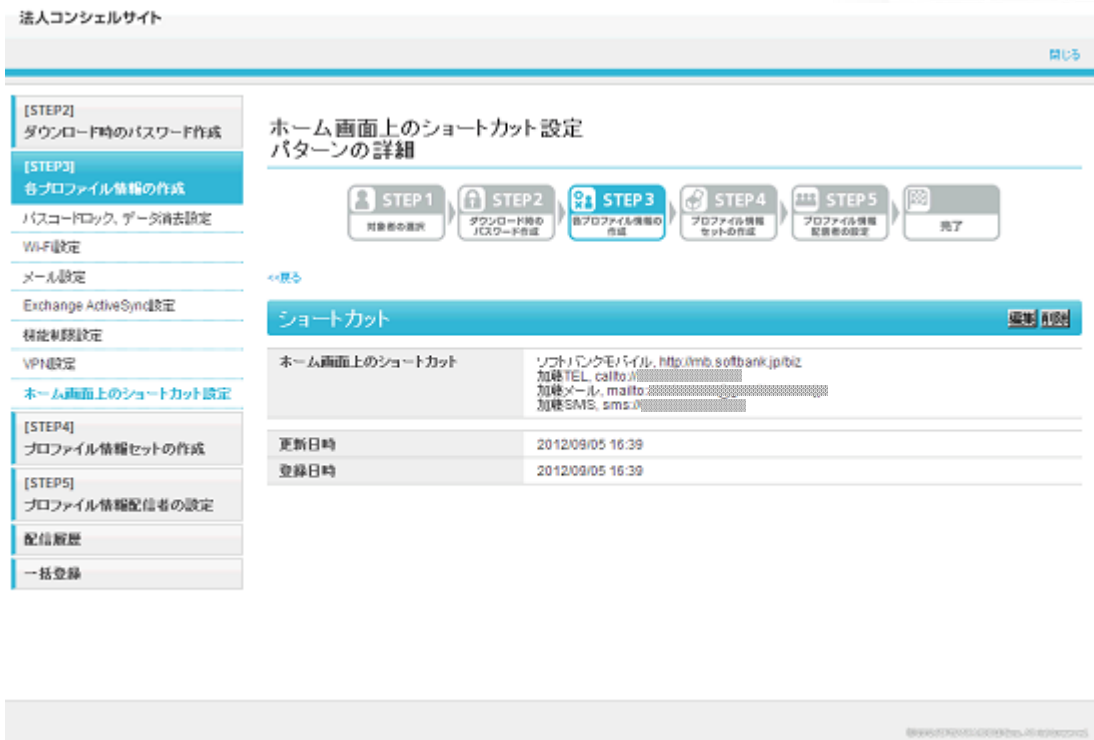 法人コンシェルサイト
閉じる
[STEP2]
ダウンロード時のパスワード作成
[STEP3]
各プロファイル情報の作成
パスコードロック、データ消去設定
Wi-Fi設定
メール設定
Exchange ActiveSync設定
機能制限設定
VPN設定
ホーム画面上のショートカット設定
[STEP4]
プロファイル情報セットの作成
[STEP5]
プロファイル情報配信者の設定
配信履歴
一括登録
ホーム画面上のショートカット設定
パターンの詳細
STEP1
対象者の選択
STEP2
ダウンロード時の
パスワード作成
STEP3
各プロファイル情報の
作成
STEP4
プロファイル情報
セットの作成
STEP5
プロファイル情報
配信者の設定
完了
<<戻る
ショートカット
編集 削除
ホーム画面上のショートカット
ソフトバンクモバイル, http://mb.softbank.jp/biz
加藤TEL, callto://
加藤メール, mailto:
加藤SMS, sms://
更新日時
2012/09/05 16:39
登録日時
2012/09/05 16:39